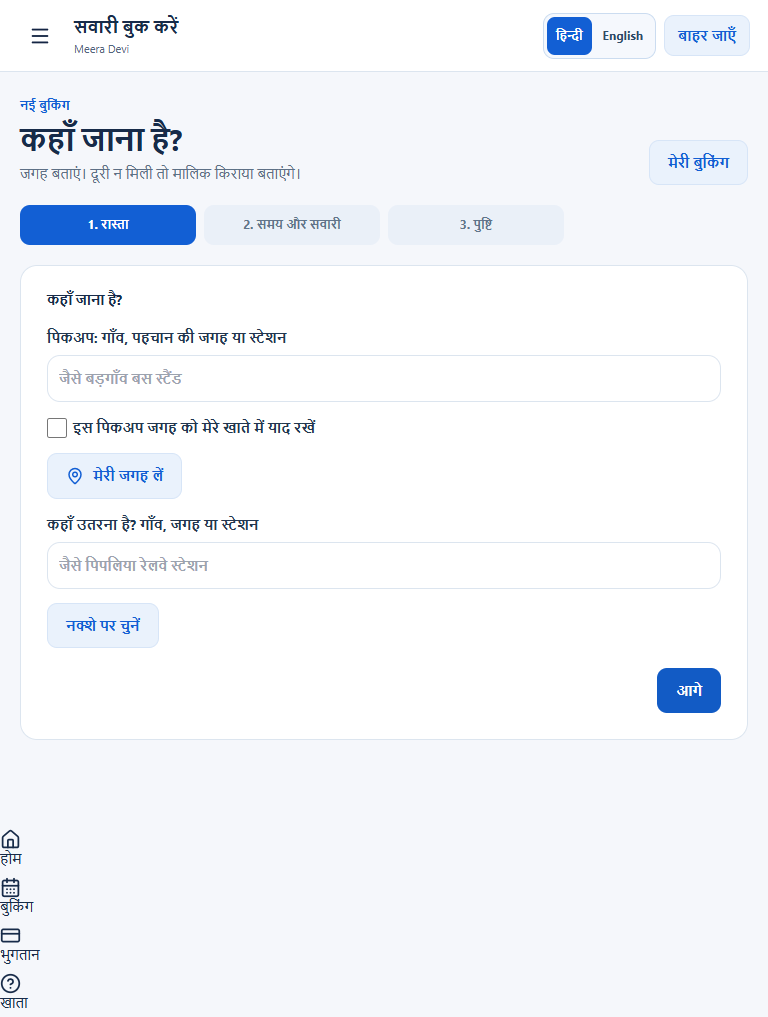 सवारी बुक करें
Meera Devi
हिन्दी
English
बाहर जाएँ
नई बुकिंग
कहाँ जाना है?
जगह बताएं। दूरी न मिली तो मालिक किराया बताएंगे।
मेरी बुकिंग
1. रास्ता
2. समय और सवारी
3. पुष्टि
कहाँ जाना है?
पिकअप: गाँव, पहचान की जगह या स्टेशन
जैसे बड़गाँव बस स्टैंड
इस पिकअप जगह को मेरे खाते में याद रखें
मेरी जगह लें
कहाँ उतरना है? गाँव, जगह या स्टेशन
जैसे पिपलिया रेलवे स्टेशन
नक्शे पर चुनें
आगे
होम
बुकिंग
भुगतान
खाता